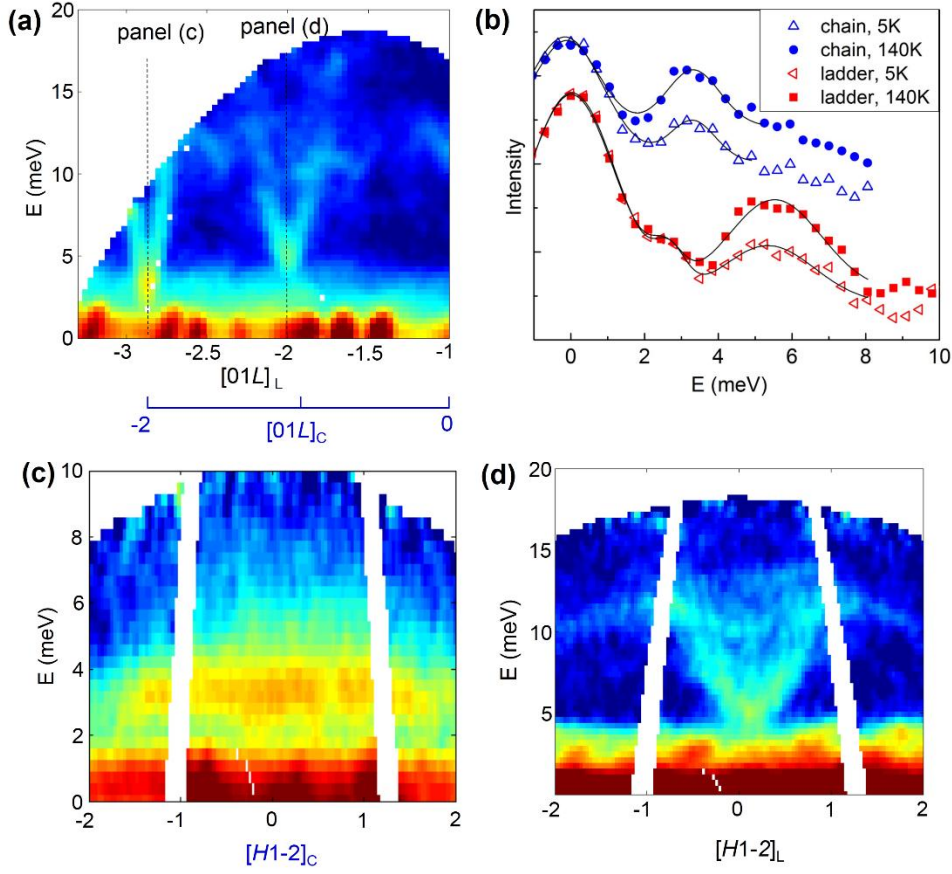 (a)
panel (c)
panel (d)
E (meV)
20
15
10
5
0
-3
-2.5
-2
-1.5
-1
[01L]L
-2
0
[01L]C
(b)
chain, 5K
chain, 140K
ladder, 5K
ladder, 140K
Intensity
0
2
4
6
8
10
E (meV)
(c)
E (meV)
10
8
6
4
2
0
-2
-1
0
1
2
[H1-2]C
(d)
E (meV)
20
15
10
5
-2
-1
0
1
2
[H1-2]L